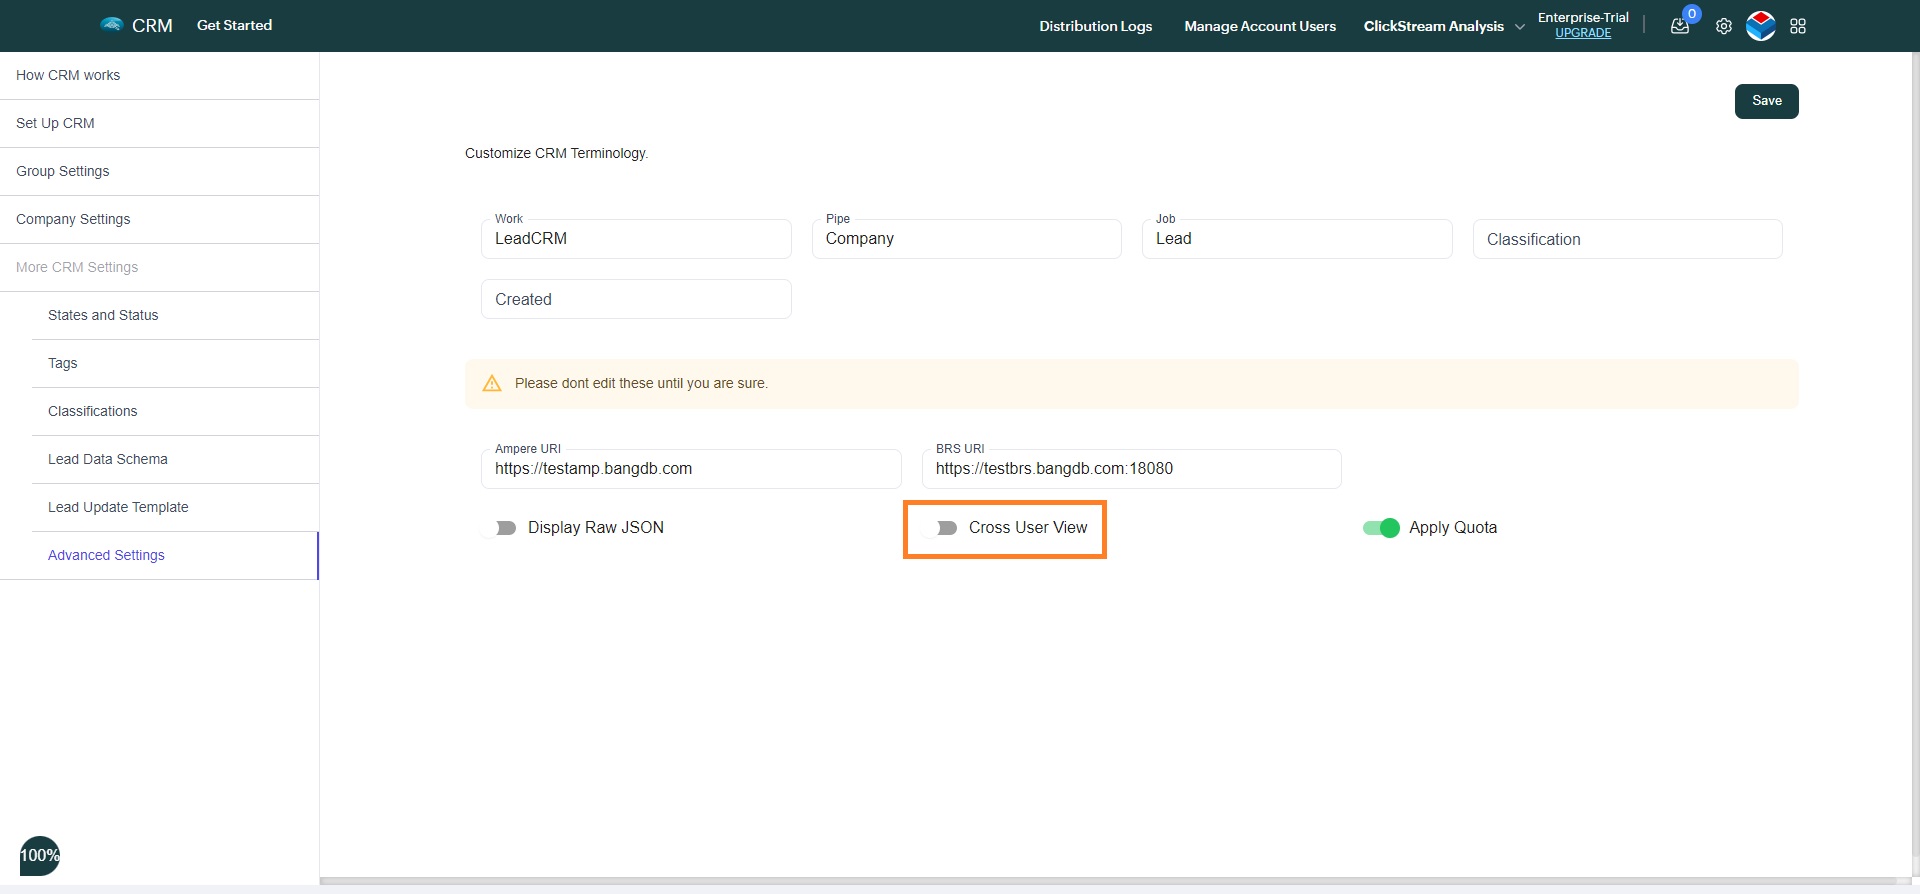 CRM
Get Started
Distribution Logs
Manage Account Users
ClickStream Analysis
Enterprise-Trial
UPGRADE
0
How CRM works
Set Up CRM
Group Settings
Company Settings
More CRM Settings
States and Status
Tags
Classifications
Lead Data Schema
Lead Update Template
Advanced Settings
100%
Save
Customize CRM Terminology.
Work
LeadCRM
Pipe
Company
Job
Lead
Classification
Created
Please dont edit these until you are sure.
Ampere URI
https://testamp.bangdb.com
BRS URI
https://testbrs.bangdb.com:18080
Display Raw JSON
Cross User View
Apply Quota